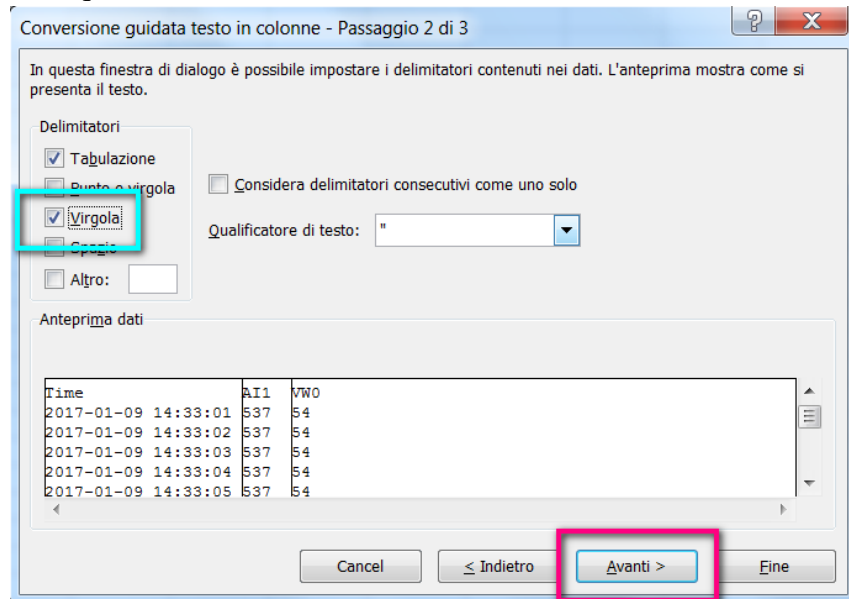 Conversione guidata testo in colonne - Passaggio 2 di 3
In questa finestra di dialogo è possibile impostare i delimitatori contenuti nei dati. L'anteprima mostra come si
presenta il testo.
Delimitatori
Tabulazione
Punto e virgola
Considera delimitatori consecutivi come uno solo
Virgola
Qualificatore di testo: "
Spazio
Altro:
Anteprima dati
Time AI1 VW0
2017-01-09 14:33:01 537 54
2017-01-09 14:33:02 537 54
2017-01-09 14:33:03 537 54
2017-01-09 14:33:04 537 54
2017-01-09 14:33:05 537 54
Cancel < Indietro Avanti > Fine